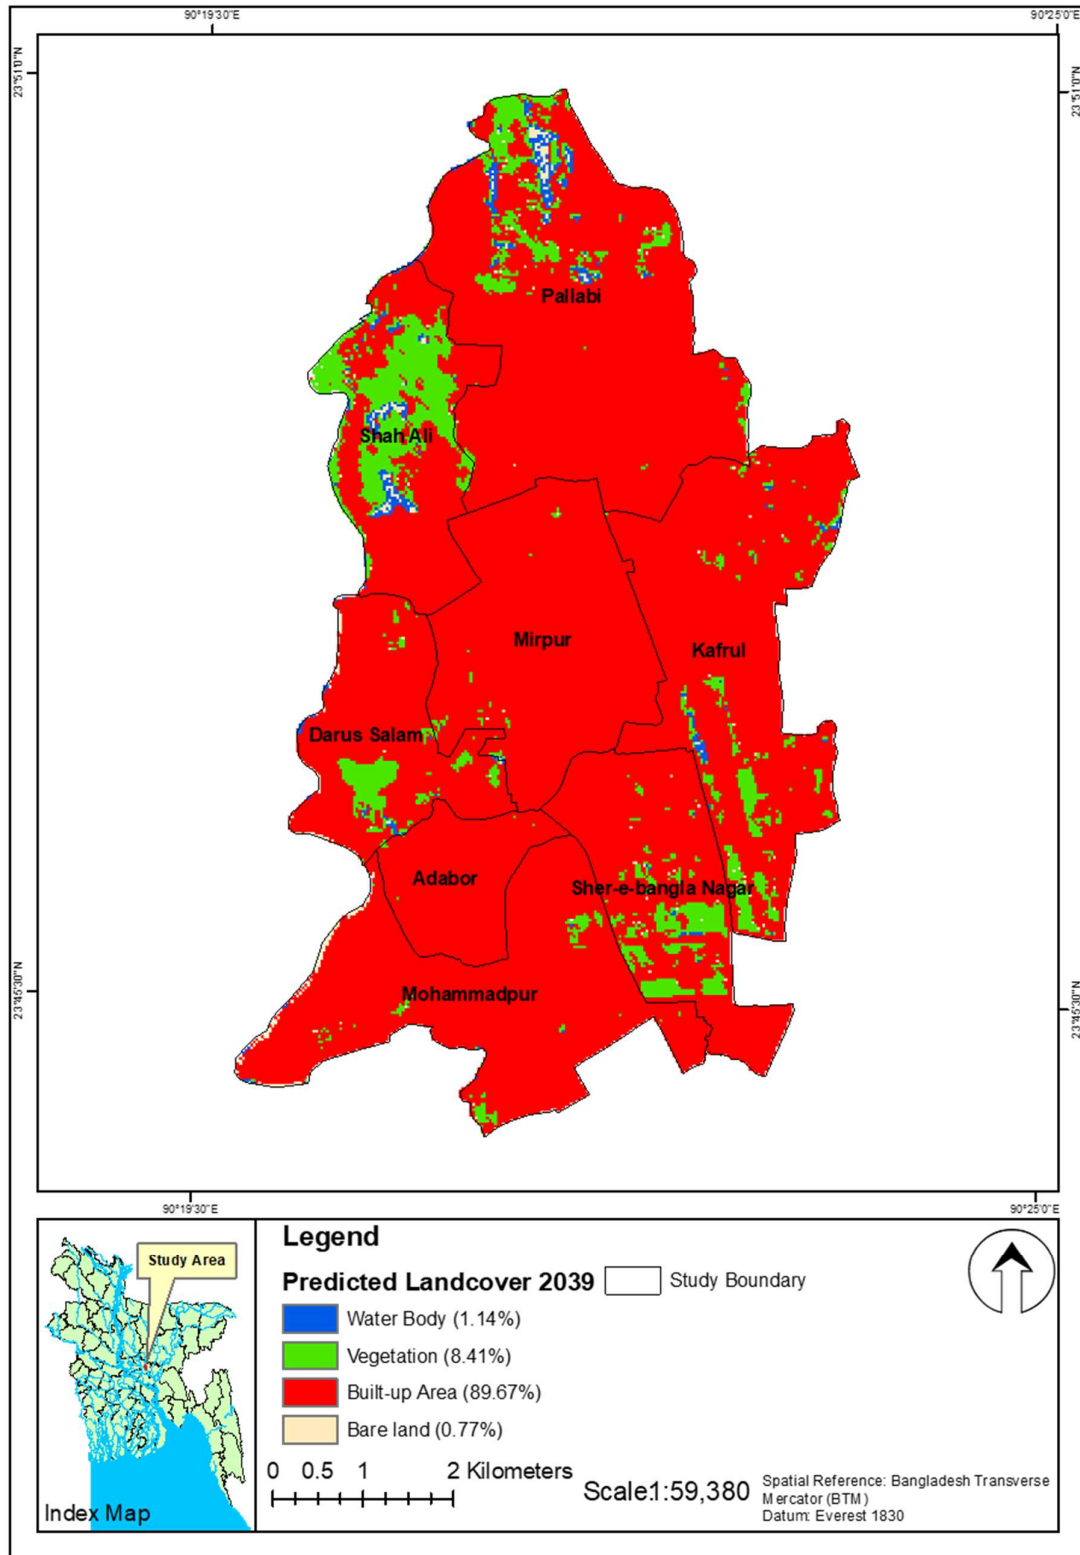 90°19'30"E
90°25'0"E
23°51'0"N
23°51'0"N
Pallabi
Shah Ali
Mirpur
Kafrul
Darus Salam
Adabor
Sher-e-bangla Nagar
Mohammadpur
23°45'30"N
23°45'30"N
90°19'30"E
90°25'0"E
Study Area
Index Map
Legend
Predicted Landcover 2039
Study Boundary
Water Body (1.14%)
Vegetation (8.41%)
Built-up Area (89.67%)
Bare land (0.77%)
0 0.5 1 2 Kilometers
Scale1:59,380
Spatial Reference: Bangladesh Transverse
Mercator (BTM)
Datum: Everest 1830